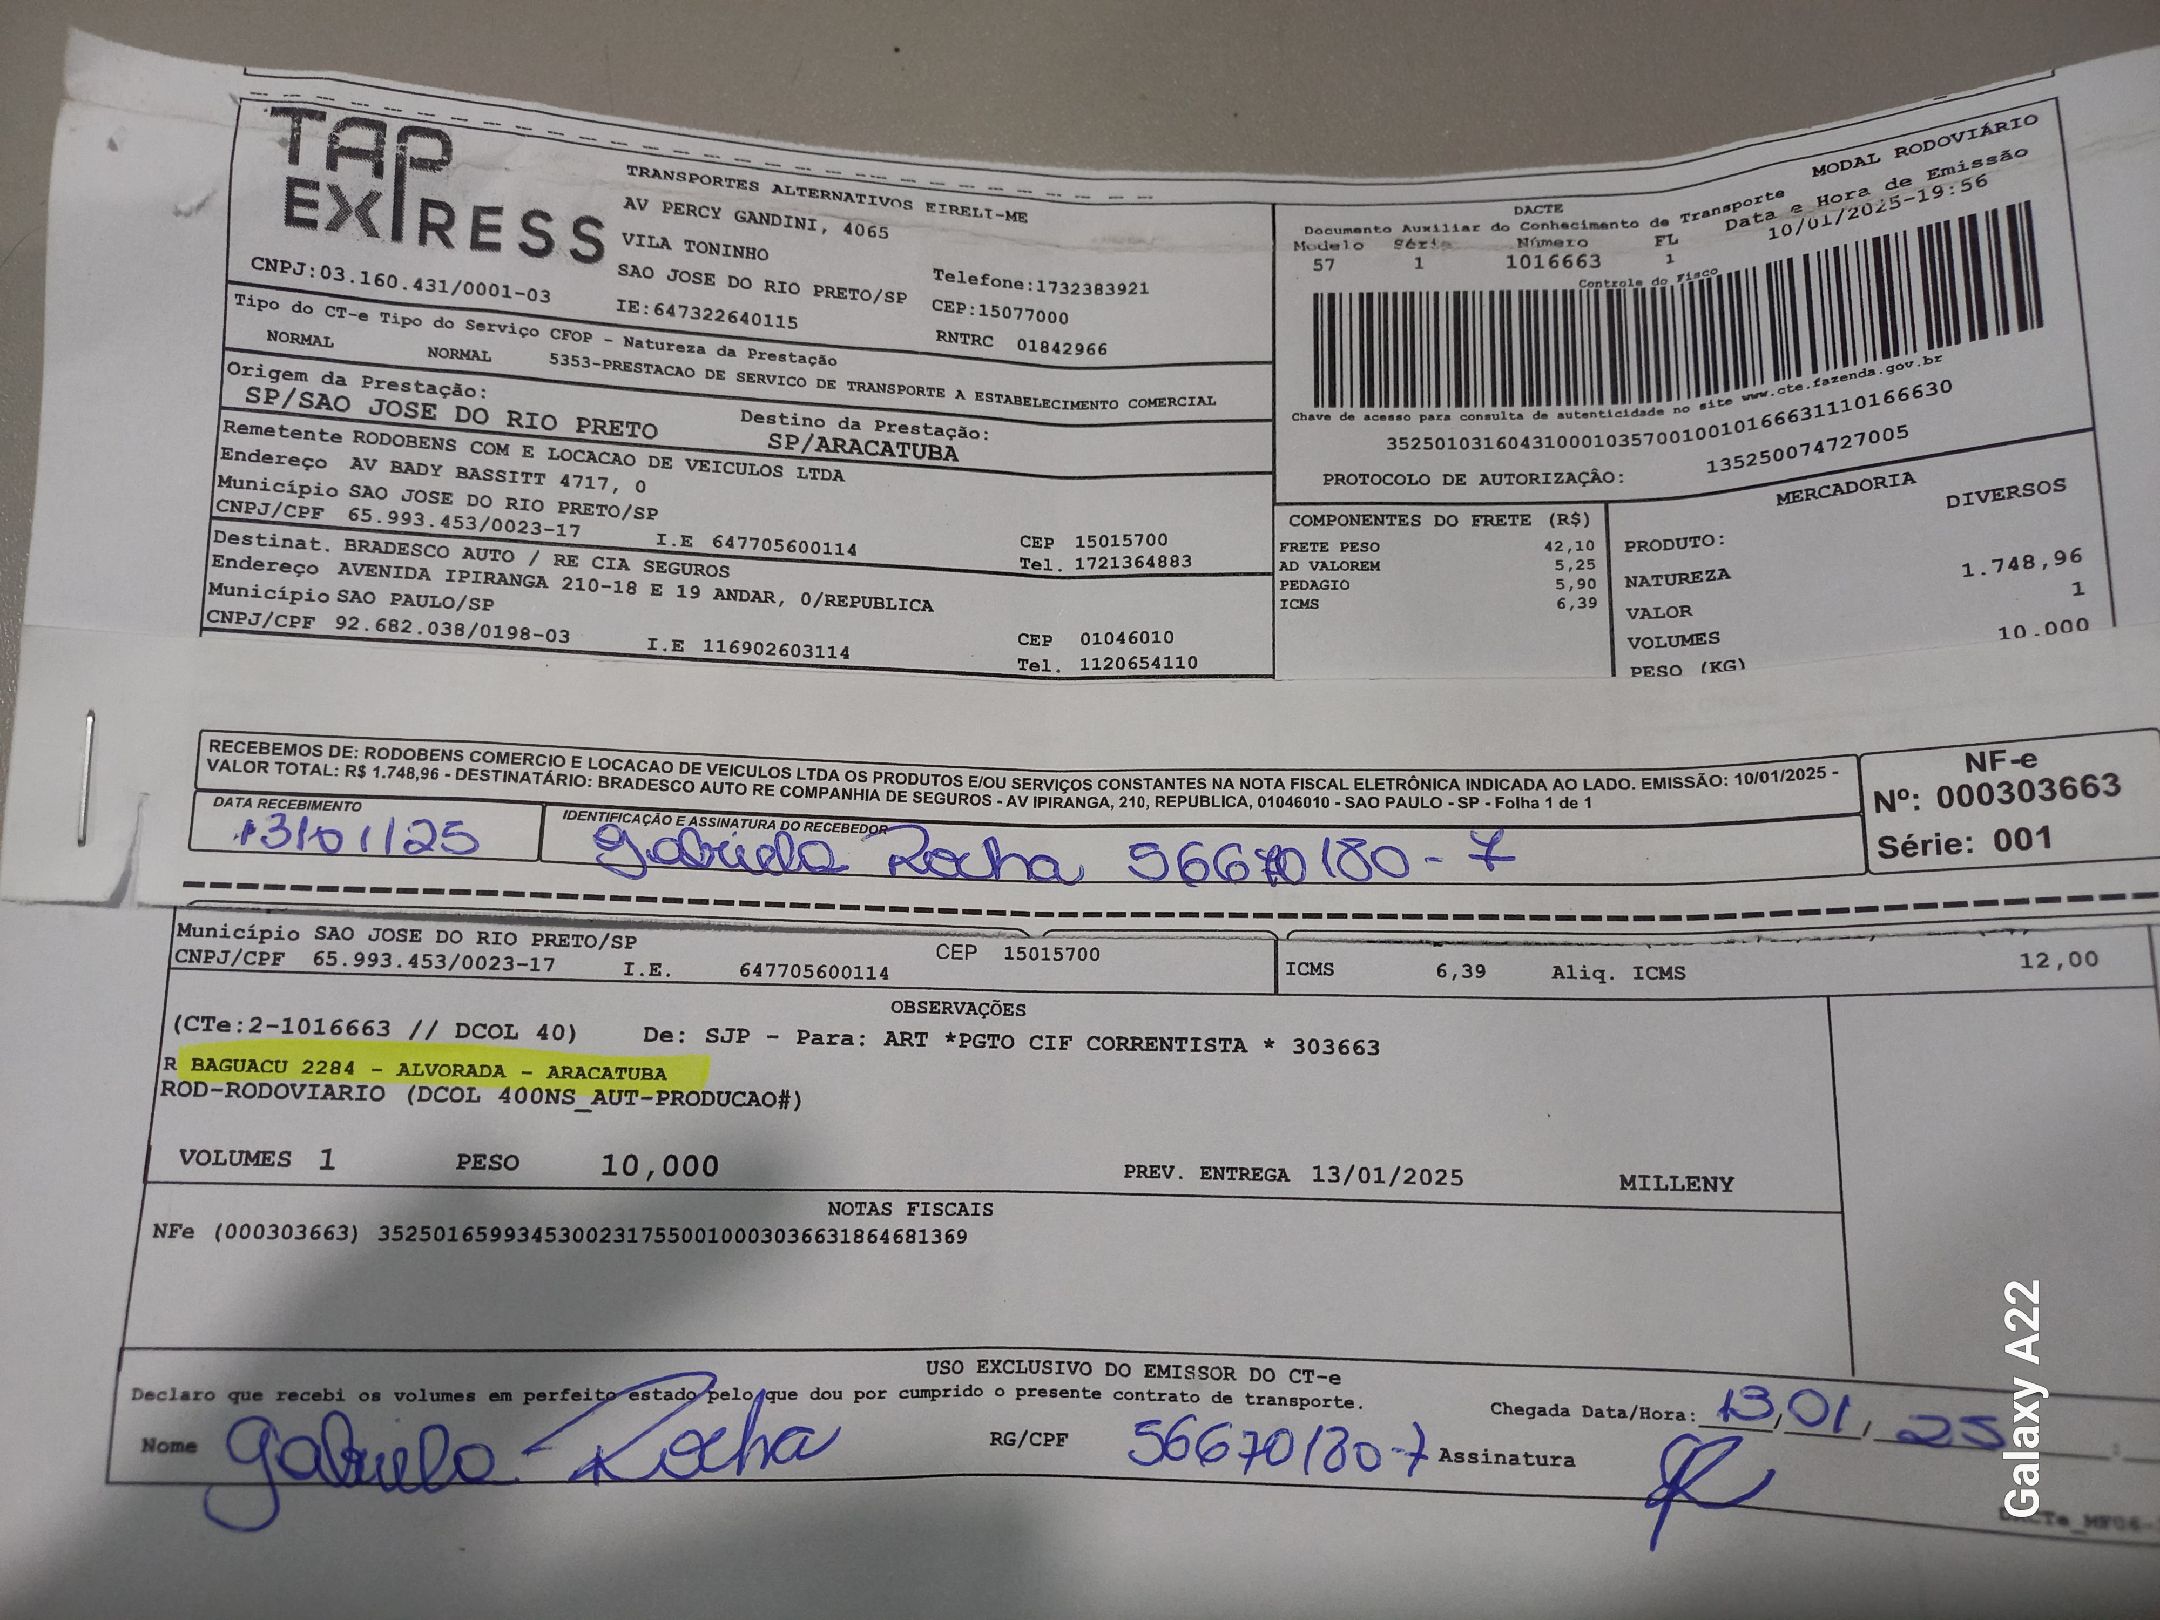 TAP EXPRESS
TRANSPORTES ALTERNATIVOS EIRELI-ME
AV PERCY GANDINI, 4065
VILA TONINHO
SAO JOSE DO RIO PRETO/SP
Telefone:1732383921
CNPJ:03.160.431/0001-03
IE:647322640115
CEP:15077000
RNTRC 01842966
MODAL RODOVIÁRIO
DACTE
Documento Auxiliar do Conhecimento de Transporte
Data e Hora de Emissão
Modelo Série Número FL
10/01/2025-19:56
57 1 1016663 1
Controle do Fisco
Tipo do CT-e Tipo do Serviço CFOP - Natureza da Prestação
NORMAL NORMAL 5353-PRESTACAO DE SERVICO DE TRANSPORTE A ESTABELECIMENTO COMERCIAL
Origem da Prestação: Destino da Prestação:
SP/SAO JOSE DO RIO PRETO SP/ARACATUBA
Chave de acesso para consulta de autenticidade no site www.cte.fazenda.gov.br
35250103160431000103570010010166631110166630
PROTOCOLO DE AUTORIZAÇÂO: 135250074727005
Remetente RODOBENS COM E LOCACAO DE VEICULOS LTDA
Endereço AV BADY BASSITT 4717, 0
Município SAO JOSE DO RIO PRETO/SP CEP 15015700
CNPJ/CPF 65.993.453/0023-17 I.E 647705600114 Tel. 1721364883
Destinat. BRADESCO AUTO / RE CIA SEGUROS
Endereço AVENIDA IPIRANGA 210-18 E 19 ANDAR, 0/REPUBLICA
Município SAO PAULO/SP CEP 01046010
CNPJ/CPF 92.682.038/0198-03 I.E 116902603114 Tel. 1120654110
COMPONENTES DO FRETE (R$)
FRETE PESO 42,10
AD VALOREM 5,25
PEDAGIO 5,90
ICMS 6,39
MERCADORIA
PRODUTO: DIVERSOS
NATUREZA
VALOR 1.748,96
VOLUMES 1
PESO (KG) 10.000
RECEBEMOS DE: RODOBENS COMERCIO E LOCACAO DE VEICULOS LTDA OS PRODUTOS E/OU SERVIÇOS CONSTANTES NA NOTA FISCAL ELETRÔNICA INDICADA AO LADO. EMISSÃO: 10/01/2025 -
VALOR TOTAL: R$ 1.748,96 - DESTINATÁRIO: BRADESCO AUTO RE COMPANHIA DE SEGUROS - AV IPIRANGA, 210, REPUBLICA, 01046010 - SAO PAULO - SP - Folha 1 de 1
NF-e
Nº: 000303663
Série: 001
DATA RECEBIMENTO IDENTIFICAÇÃO E ASSINATURA DO RECEBEDOR
13/01/25 Gabriela Rocha 56670180-7
Município SAO JOSE DO RIO PRETO/SP CEP 15015700
CNPJ/CPF 65.993.453/0023-17 I.E. 647705600114
ICMS 6,39 Aliq. ICMS 12,00
OBSERVAÇÕES
(CTe:2-1016663 // DCOL 40) De: SJP - Para: ART *PGTO CIF CORRENTISTA * 303663
R BAGUACU 2284 - ALVORADA - ARACATUBA
ROD-RODOVIARIO (DCOL 400NS_AUT-PRODUCAO#)
VOLUMES 1 PESO 10,000 PREV. ENTREGA 13/01/2025 MILLENY
NOTAS FISCAIS
NFe (000303663) 35250165993453002317550010003036631864681369
USO EXCLUSIVO DO EMISSOR DO CT-e
Declaro que recebi os volumes em perfeito estado pelo que dou por cumprido o presente contrato de transporte.
Chegada Data/Hora: 13/01/25
Nome Gabriela Rocha RG/CPF 56670180-7 Assinatura
Galaxy A22